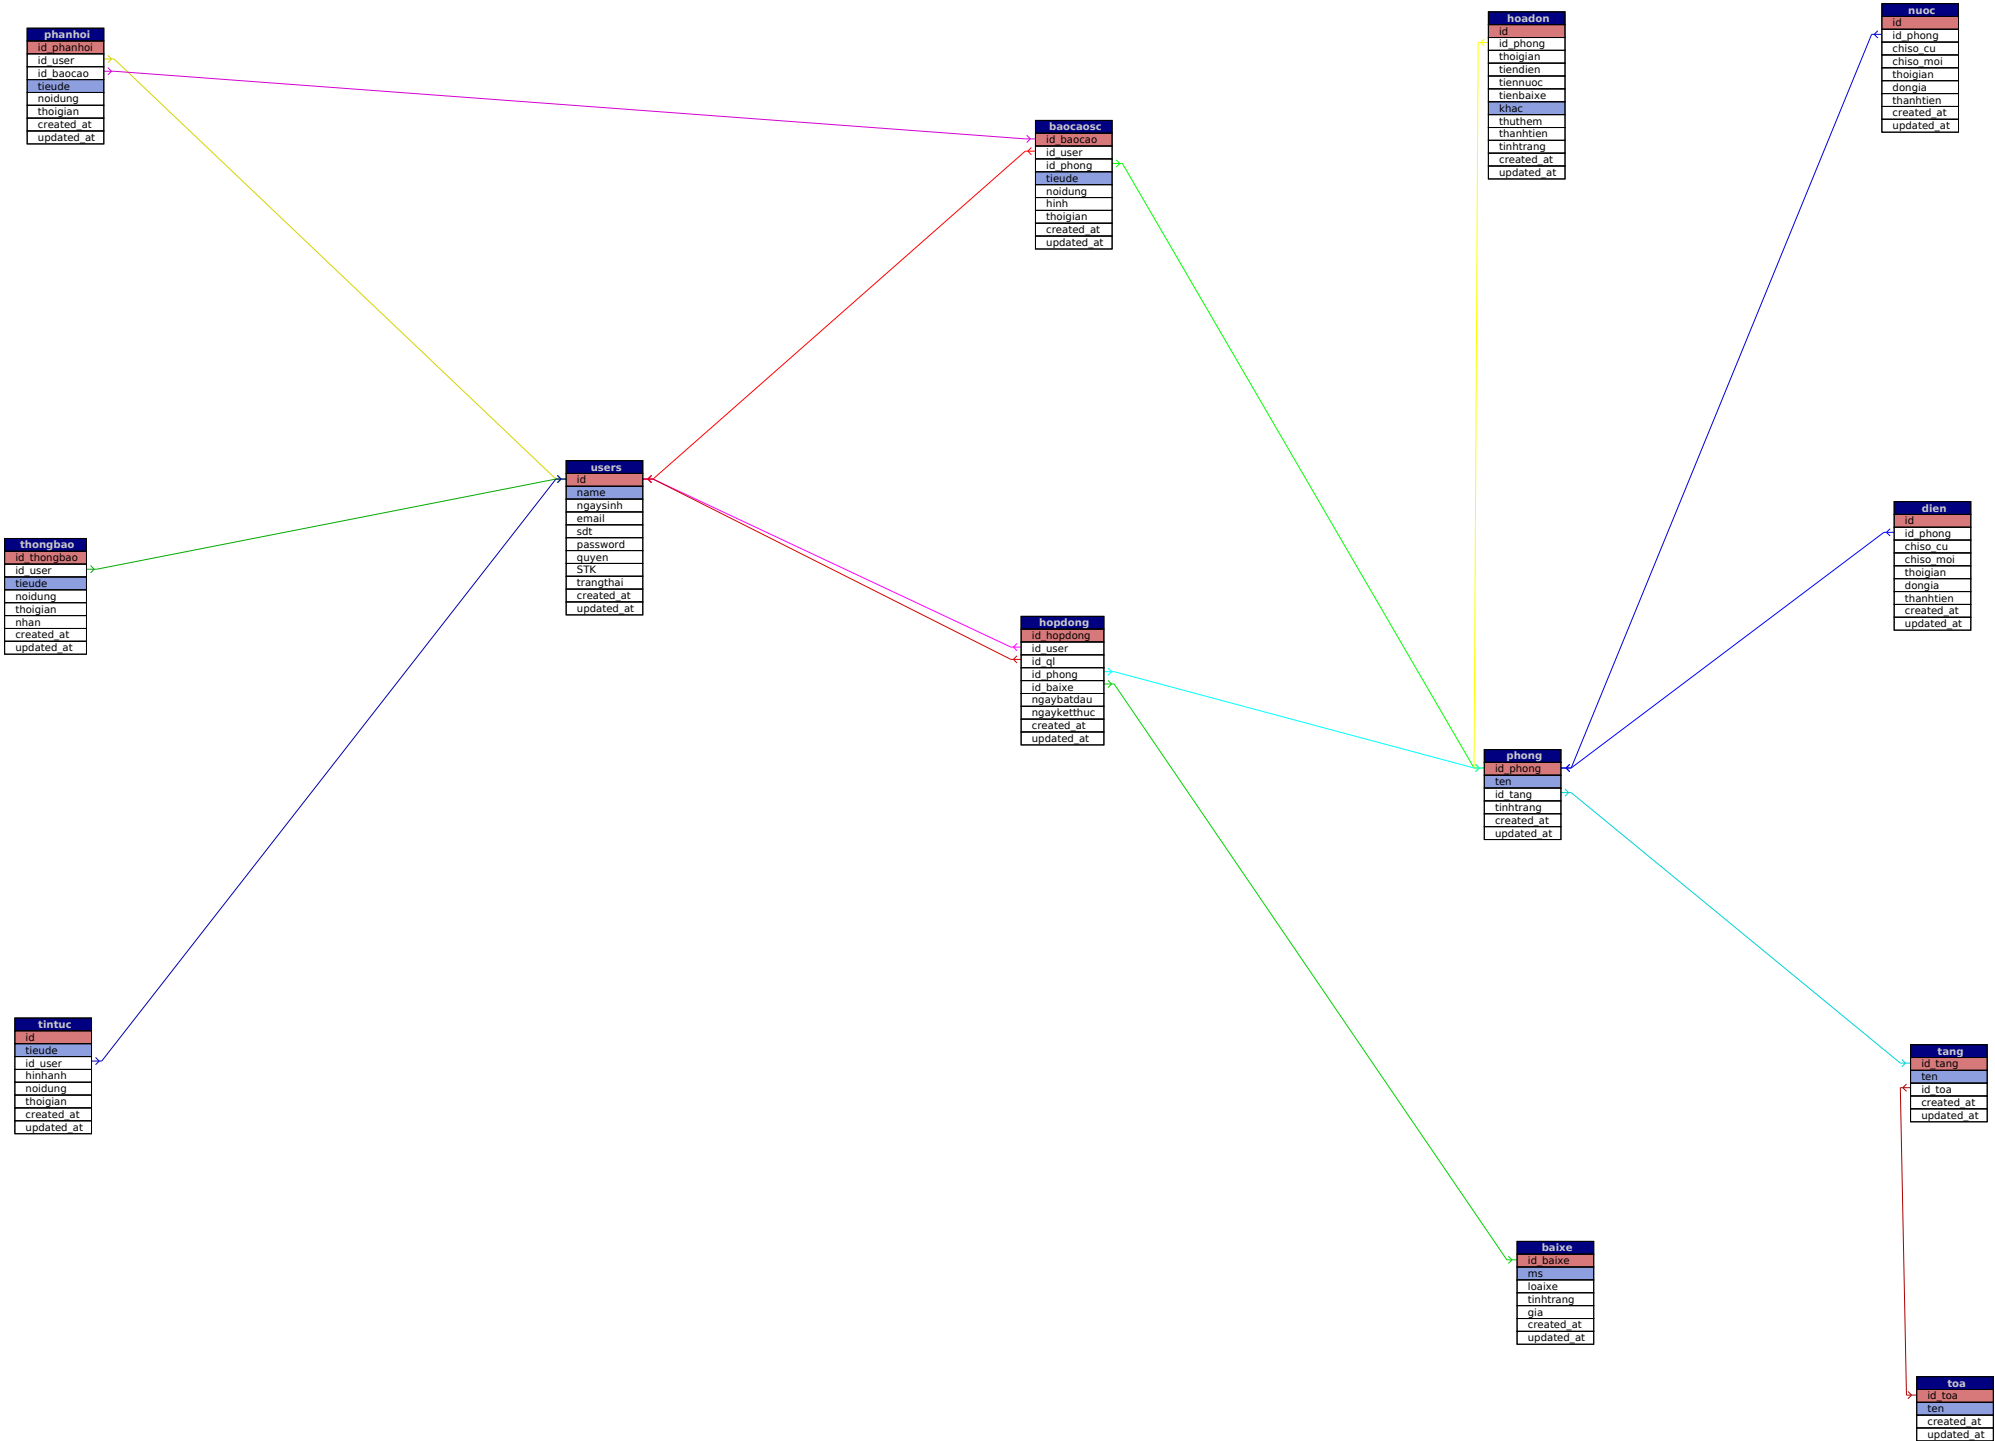 phanhoi
id_phanhoi
id_user
id_baocao
tieude
noidung
thoigian
created_at
updated_at
baocaosc
id_baocao
id_user
id_phong
tieude
noidung
hinh
thoigian
created_at
updated_at
hoadon
id
id_phong
thoigian
tiendien
tiennuoc
tienbaixe
khac
thuthem
thanhtien
tinhtrang
created_at
updated_at
nuoc
id
id_phong
chiso_cu
chiso_moi
thoigian
dongia
thanhtien
created_at
updated_at
users
id
name
ngaysinh
email
sdt
password
quyen
STK
trangthai
created_at
updated_at
thongbao
id_thongbao
id_user
tieude
noidung
thoigian
nhan
created_at
updated_at
hopdong
id_hopdong
id_user
id_ql
id_phong
id_baixe
ngaybatdau
ngayketthuc
created_at
updated_at
dien
id
id_phong
chiso_cu
chiso_moi
thoigian
dongia
thanhtien
created_at
updated_at
phong
id_phong
ten
id_tang
tinhtrang
created_at
updated_at
tintuc
id
tieude
id_user
hinhanh
noidung
thoigian
created_at
updated_at
tang
id_tang
ten
id_toa
created_at
updated_at
baixe
id_baixe
ms
loaixe
tinhtrang
gia
created_at
updated_at
toa
id_toa
ten
created_at
updated_at